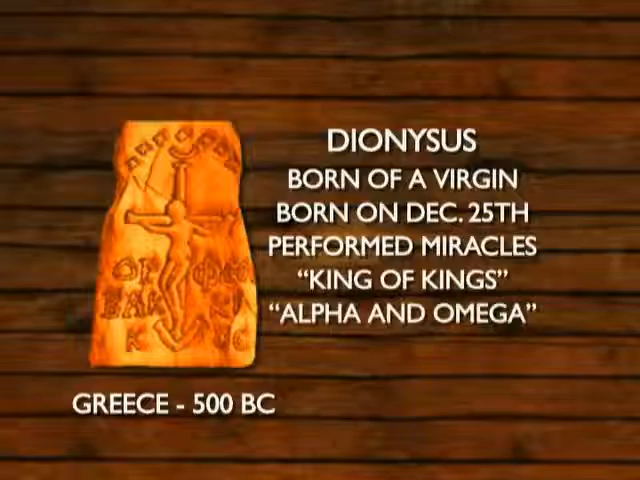 DIONYSUS
BORN OF A VIRGIN
BORN ON DEC. 25TH
PERFORMED MIRACLES
“KING OF KINGS”
“ALPHA AND OMEGA”
GREECE - 500 BC